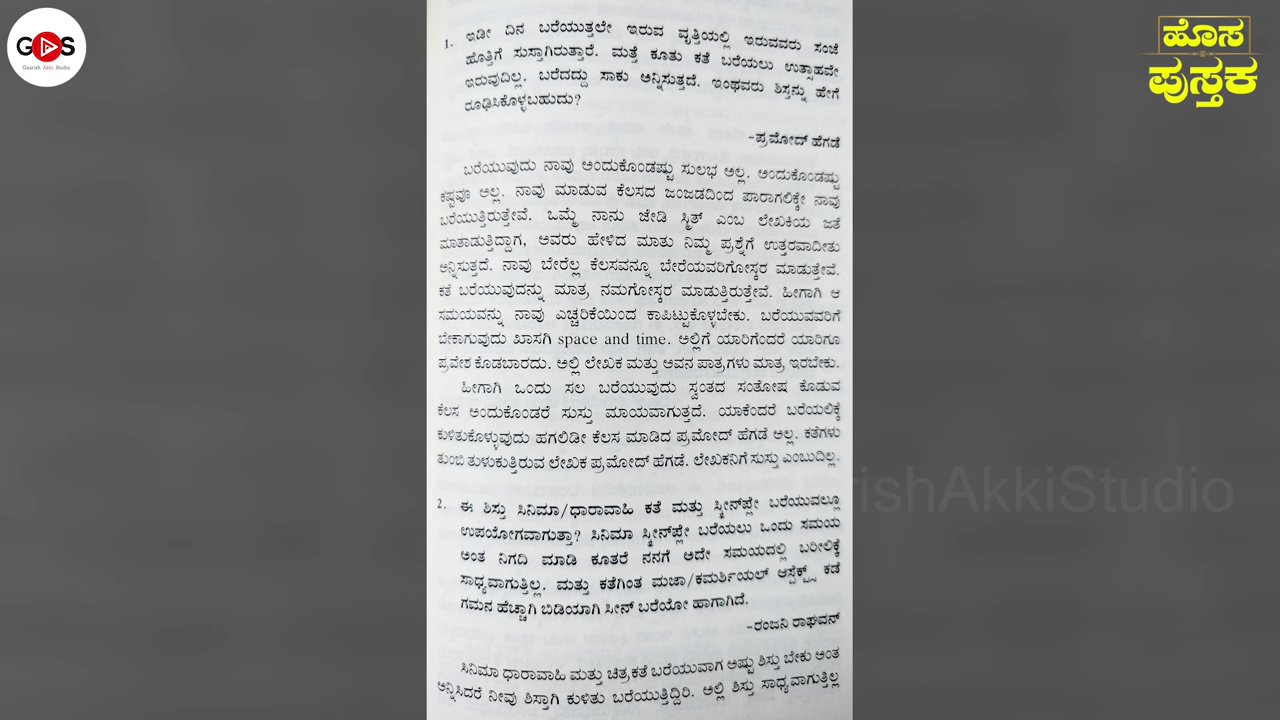 GAS
Gaurish Akki Studio
ಹೊಸ
ಪುಸ್ತಕ
1. ಇಡೀ ದಿನ ಬರೆಯುತ್ತಲೇ ಇರುವ ವೃತ್ತಿಯಲ್ಲಿ ಇರುವವರು ಸಂಜೆ
ಹೊತ್ತಿಗೆ ಸುಸ್ತಾಗಿರುತ್ತಾರೆ. ಮತ್ತೆ ಕೂತು ಕತೆ ಬರೆಯಲು ಉತ್ಸಾಹವೇ
ಇರುವುದಿಲ್ಲ. ಬರೆದದ್ದು ಸಾಕು ಅನ್ನಿಸುತ್ತದೆ. ಇಂಥವರು ಶಿಸ್ತನ್ನು ಹೇಗೆ
ರೂಢಿಸಿಕೊಳ್ಳಬಹುದು?
-ಪ್ರಮೋದ್ ಹೆಗಡೆ
ಬರೆಯುವುದು ನಾವು ಅಂದುಕೊಂಡಷ್ಟು ಸುಲಭ ಅಲ್ಲ. ಅಂದುಕೊಂಡಷ್ಟು
ಕಷ್ಟವೂ ಅಲ್ಲ. ನಾವು ಮಾಡುವ ಕೆಲಸದ ಜಂಜಡದಿಂದ ಪಾರಾಗಲಿಕ್ಕೇ ನಾವು
ಬರೆಯುತ್ತಿರುತ್ತೇವೆ. ಒಮ್ಮೆ ನಾನು ಜೇಡಿ ಸ್ಮಿತ್ ಎಂಬ ಲೇಖಕಿಯ ಜತೆ
ಮಾತಾಡುತ್ತಿದ್ದಾಗ, ಅವರು ಹೇಳಿದ ಮಾತು ನಿಮ್ಮ ಪ್ರಶ್ನೆಗೆ ಉತ್ತರವಾದೀತು
ಅನ್ನಿಸುತ್ತದೆ. ನಾವು ಬೇರೆಲ್ಲ ಕೆಲಸವನ್ನೂ ಬೇರೆಯವರಿಗೋಸ್ಕರ ಮಾಡುತ್ತೇವೆ.
ಕತೆ ಬರೆಯುವುದನ್ನು ಮಾತ್ರ ನಮಗೋಸ್ಕರ ಮಾಡುತ್ತಿರುತ್ತೇವೆ. ಹೀಗಾಗಿ ಆ
ಸಮಯವನ್ನು ನಾವು ಎಚ್ಚರಿಕೆಯಿಂದ ಕಾಪಿಟ್ಟುಕೊಳ್ಳಬೇಕು. ಬರೆಯುವವರಿಗೆ
ಬೇಕಾಗುವುದು ಖಾಸಗಿ space and time. ಅಲ್ಲಿಗೆ ಯಾರಿಗೆಂದರೆ ಯಾರಿಗೂ
ಪ್ರವೇಶ ಕೊಡಬಾರದು. ಅಲ್ಲಿ ಲೇಖಕ ಮತ್ತು ಅವನ ಪಾತ್ರಗಳು ಮಾತ್ರ ಇರಬೇಕು.
ಹೀಗಾಗಿ ಒಂದು ಸಲ ಬರೆಯುವುದು ಸ್ವಂತದ ಸಂತೋಷ ಕೊಡುವ
ಕೆಲಸ ಅಂದುಕೊಂಡರೆ ಸುಸ್ತು ಮಾಯವಾಗುತ್ತದೆ. ಯಾಕೆಂದರೆ ಬರೆಯಲಿಕ್ಕೆ
ಕುಳಿತುಕೊಳ್ಳುವುದು ಹಗಲಿಡೀ ಕೆಲಸ ಮಾಡಿದ ಪ್ರಮೋದ್ ಹೆಗಡೆ ಅಲ್ಲ. ಕತೆಗಳು
ತುಂಬಿ ತುಳುಕುತ್ತಿರುವ ಲೇಖಕ ಪ್ರಮೋದ್ ಹೆಗಡೆ. ಲೇಖಕನಿಗೆ ಸುಸ್ತು ಎಂಬುದಿಲ್ಲ.
2. ಈ ಶಿಸ್ತು ಸಿನಿಮಾ/ಧಾರಾವಾಹಿ ಕತೆ ಮತ್ತು ಸ್ಕ್ರೀನ್‌ಪ್ಲೇ ಬರೆಯುವಲ್ಲೂ
ಉಪಯೋಗವಾಗುತ್ತಾ? ಸಿನಿಮಾ ಸ್ಕ್ರೀನ್‌ಪ್ಲೇ ಬರೆಯಲು ಒಂದು ಸಮಯ
ಅಂತ ನಿಗದಿ ಮಾಡಿ ಕೂತರೆ ನನಗೆ ಅದೇ ಸಮಯದಲ್ಲಿ ಬರೀಲಿಕ್ಕೆ
ಸಾಧ್ಯವಾಗುತ್ತಿಲ್ಲ. ಮತ್ತು ಕತೆಗಿಂತ ಮಜಾ/ಕಮರ್ಶಿಯಲ್ ಆಸ್ಪೆಕ್ಟ್ಸ್ ಕಡೆ
ಗಮನ ಹೆಚ್ಚಾಗಿ ಬಿಡಿಯಾಗಿ ಸೀನ್ ಬರೆಯೋ ಹಾಗಾಗಿದೆ.
-ರಂಜನಿ ರಾಘವನ್
ಸಿನಿಮಾ ಧಾರಾವಾಹಿ ಮತ್ತು ಚಿತ್ರಕತೆ ಬರೆಯುವಾಗ ಅಷ್ಟು ಶಿಸ್ತು ಬೇಕು ಅಂತ
ಅನ್ನಿಸಿದರೆ ನೀವು ಶಿಸ್ತಾಗಿ ಕುಳಿತು ಬರೆಯುತ್ತಿದ್ದಿರಿ. ಅಲ್ಲಿ ಶಿಸ್ತು ಸಾಧ್ಯವಾಗುತ್ತಿಲ್ಲ
rishAkkiStudio